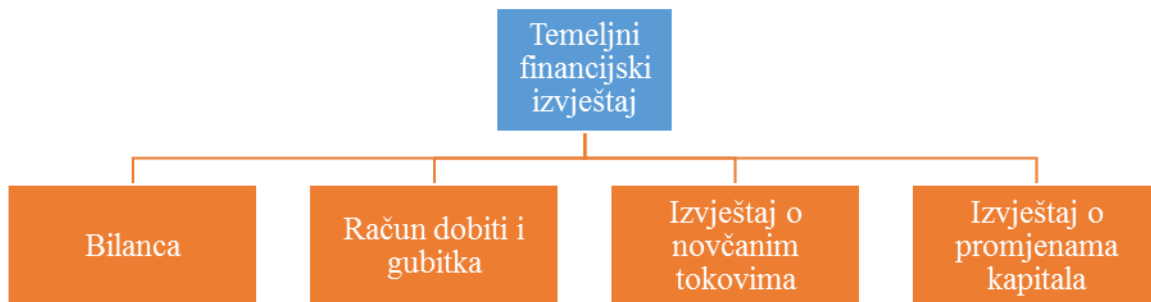 Temeljni
financijski
izvještaj
Bilanca
Račun dobiti i
gubitka
Izvještaj o
novčanim
tokovima
Izvještaj o
promjenama
kapitala